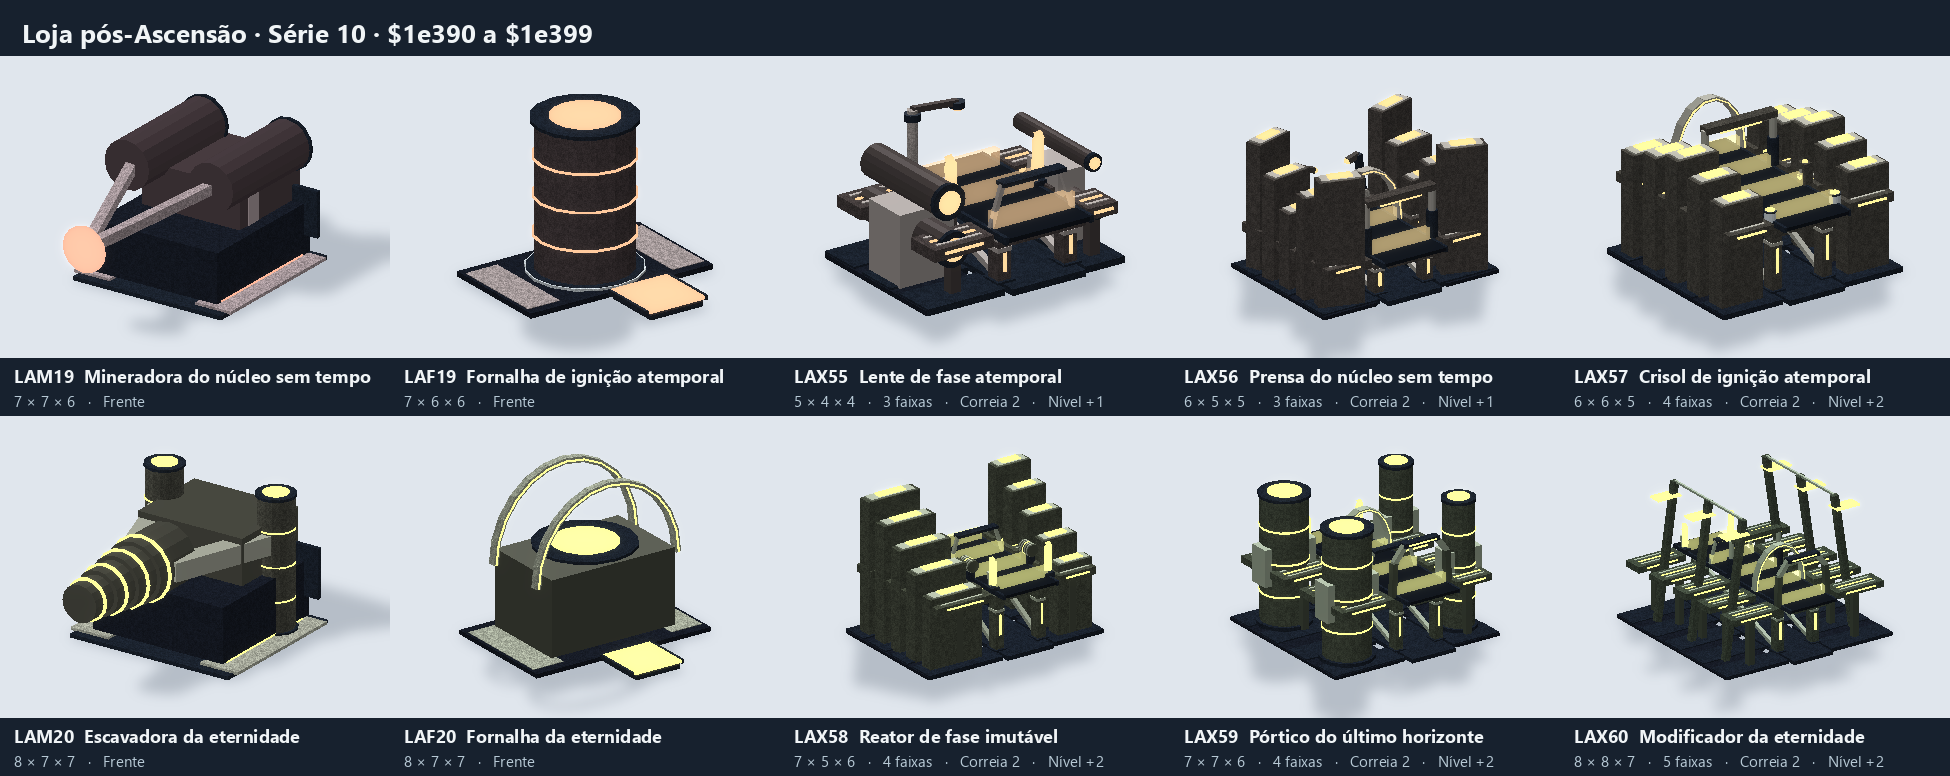 Loja pós-Ascensão · Série 10 · $1e390 a $1e399
LAM19 Mineradora do núcleo sem tempo
7 × 7 × 6 · Frente
LAF19 Fornalha de ignição atemporal
7 × 6 × 6 · Frente
LAX55 Lente de fase atemporal
5 × 4 × 4 · 3 faixas · Correia 2 · Nível +1
LAX56 Prensa do núcleo sem tempo
6 × 5 × 5 · 3 faixas · Correia 2 · Nível +1
LAX57 Crisol de ignição atemporal
6 × 6 × 5 · 4 faixas · Correia 2 · Nível +2
LAM20 Escavadora da eternidade
8 × 7 × 7 · Frente
LAF20 Fornalha da eternidade
8 × 7 × 7 · Frente
LAX58 Reator de fase imutável
7 × 5 × 6 · 4 faixas · Correia 2 · Nível +2
LAX59 Pórtico do último horizonte
7 × 7 × 6 · 4 faixas · Correia 2 · Nível +2
LAX60 Modificador da eternidade
8 × 8 × 7 · 5 faixas · Correia 2 · Nível +2